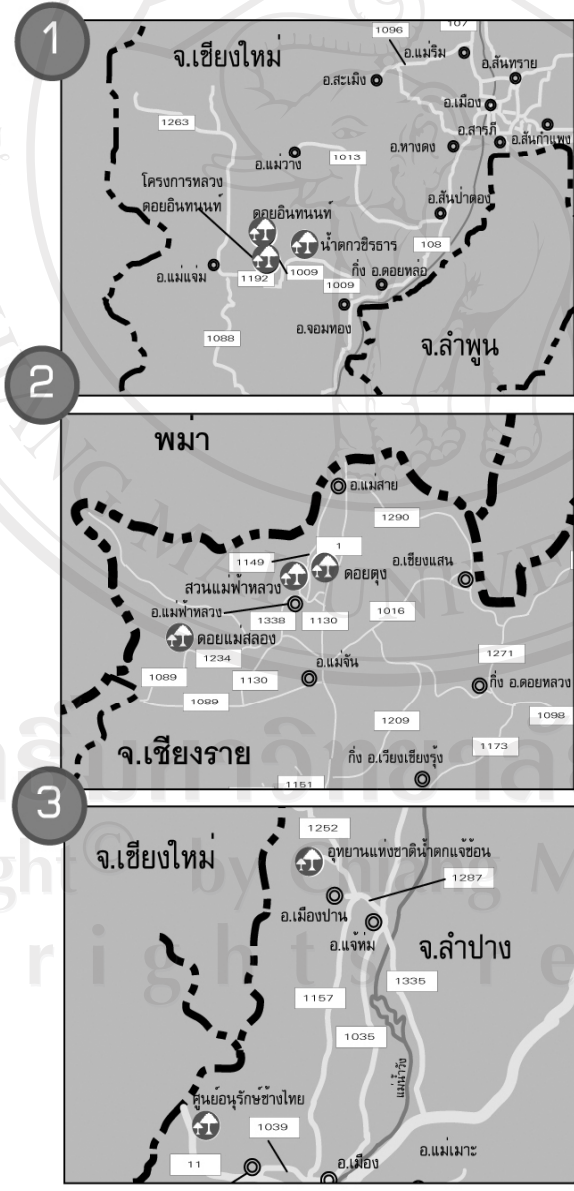 1
107
1096
จ.เชียงใหม่
อ.แม่ริม
อ.สันทราย
อ.สะเมิง
อ.เมือง
1263
อ.สารภี
อ.หางดง
อ.สันกำแพง
อ.แม่วาง
1013
โครงการหลวง
ดอยอินทนนท์
ดอยอินทนนท์
อ.สันป่าตอง
น้ำตกวชิรธาร
108
อ.แม่แจ่ม
1192
1009
1009
กิ่ง อ.ดอยหล่อ
อ.จอมทอง
1088
จ.ลำพูน
2
พม่า
อ.แม่สาย
1290
1
1149
อ.เชียงแสน
สวนแม่ฟ้าหลวง
ดอยตุง
อ.แม่ฟ้าหลวง
1338
1130
1016
ดอยแม่สลอง
1234
1271
1089
1130
อ.แม่จัน
กิ่ง อ.ดอยหลวง
1089
1209
1098
1173
จ.เชียงราย
กิ่ง อ.เวียงเชียงรุ้ง
1151
3
1252
จ.เชียงใหม่
อุทยานแห่งชาติน้ำตกแจ้ซ้อน
1287
อ.เมืองปาน
อ.แจ้ห่ม
จ.ลำปาง
1335
1157
1035
แม่น้ำวัง
ศูนย์อนุรักษ์ช้างไทย
1039
11
อ.เมือง
อ.แม่เมาะ